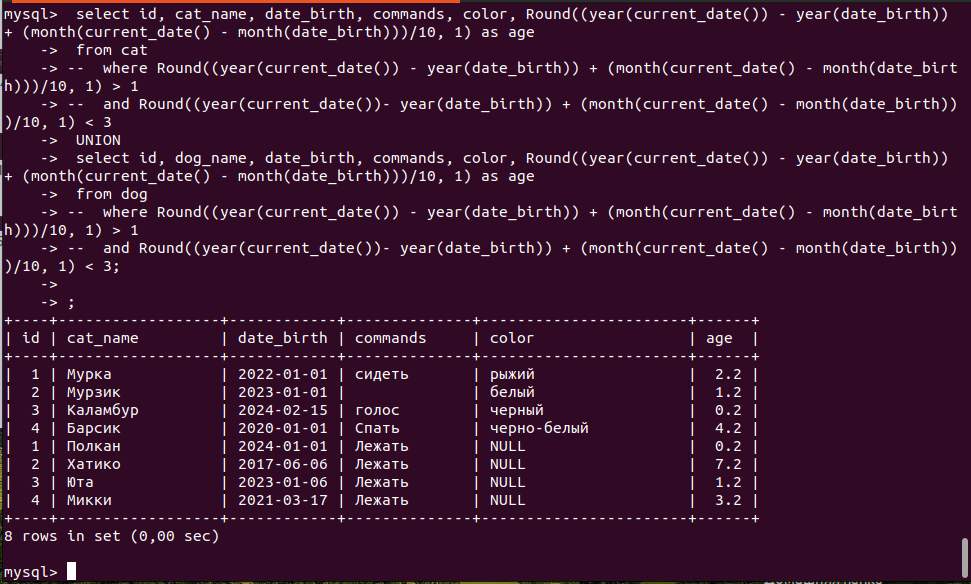 mysql>  select id, cat_name, date_birth, commands, color, Round((year(current_date()) - year(date_birth))
+ (month(current_date() - month(date_birth)))/10, 1) as age
    ->  from cat
    -> --  where Round((year(current_date()) - year(date_birth)) + (month(current_date() - month(date_birt
h)))/10, 1) > 1
    -> --  and Round((year(current_date())- year(date_birth)) + (month(current_date() - month(date_birth))
)/10, 1) < 3
    ->  UNION
    ->  select id, dog_name, date_birth, commands, color, Round((year(current_date()) - year(date_birth))
+ (month(current_date() - month(date_birth)))/10, 1) as age
    ->  from dog
    -> --  where Round((year(current_date()) - year(date_birth)) + (month(current_date() - month(date_birt
h)))/10, 1) > 1
    -> --  and Round((year(current_date())- year(date_birth)) + (month(current_date() - month(date_birth))
)/10, 1) < 3;
    ->
    -> ;
+----+------------------+------------+--------------+-----------------------+------+
| id | cat_name         | date_birth | commands     | color                 | age  |
+----+------------------+------------+--------------+-----------------------+------+
|  1 | Мурка            | 2022-01-01 | сидеть       | рыжий                 |  2.2 |
|  2 | Мурзик           | 2023-01-01 |              | белый                 |  1.2 |
|  3 | Каламбур         | 2024-02-15 | голос        | черный                |  0.2 |
|  4 | Барсик           | 2020-01-01 | Спать        | черно-белый           |  4.2 |
|  1 | Полкан           | 2024-01-01 | Лежать       | NULL                  |  0.2 |
|  2 | Хатико           | 2017-06-06 | Лежать       | NULL                  |  7.2 |
|  3 | Юта              | 2023-01-06 | Лежать       | NULL                  |  1.2 |
|  4 | Микки            | 2021-03-17 | Лежать       | NULL                  |  3.2 |
+----+------------------+------------+--------------+-----------------------+------+
8 rows in set (0,00 sec)
mysql>